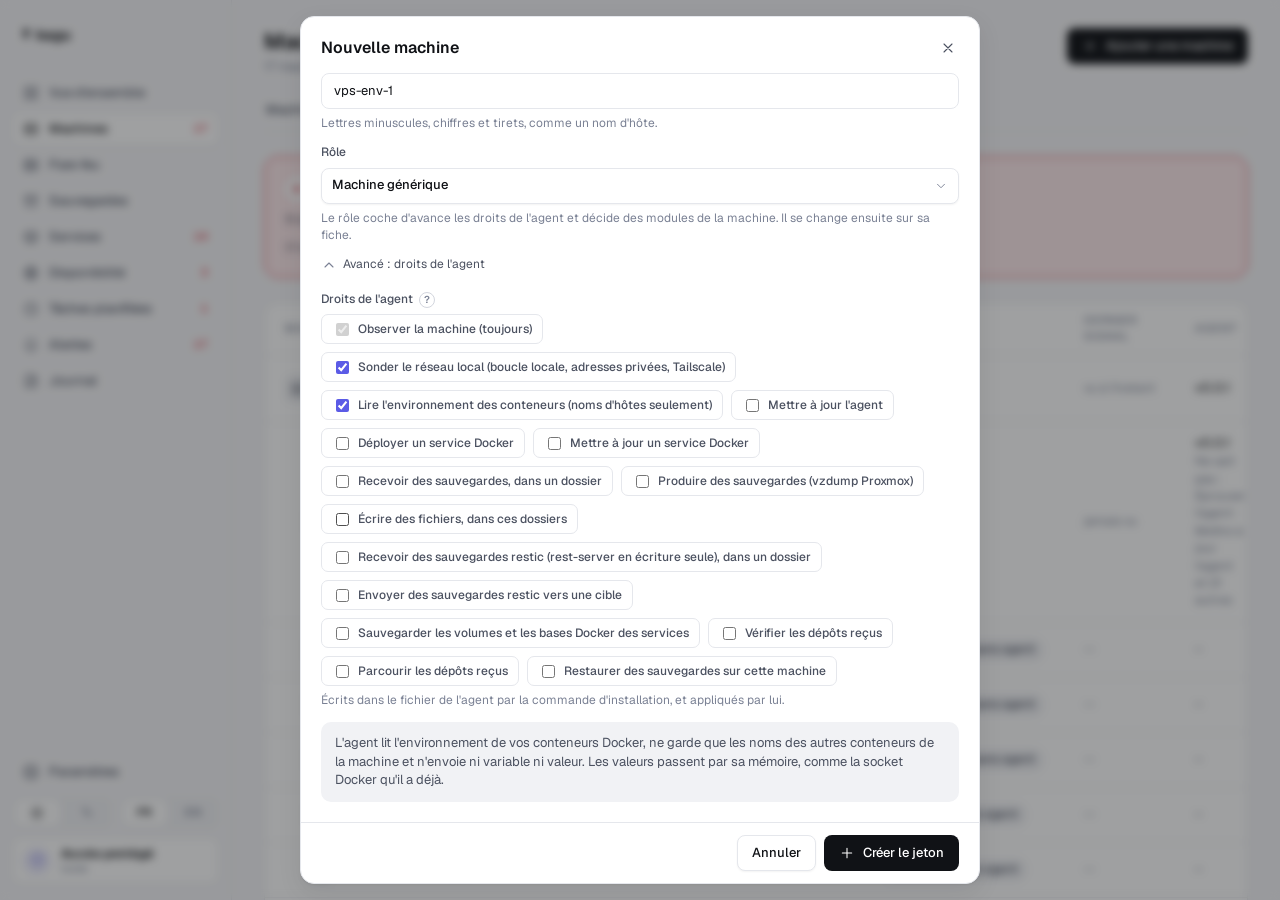 Nouvelle machine
vps-env-1
Lettres minuscules, chiffres et tirets, comme un nom d'hôte.
Rôle
Machine générique
Le rôle coche d'avance les droits de l'agent et décide des modules de la machine. Il se change ensuite sur sa
fiche.
Avancé : droits de l'agent
Droits de l'agent ?
Observer la machine (toujours)
Sonder le réseau local (boucle locale, adresses privées, Tailscale)
Lire l'environnement des conteneurs (noms d'hôtes seulement) Mettre à jour l'agent
Déployer un service Docker Mettre à jour un service Docker
Recevoir des sauvegardes, dans un dossier Produire des sauvegardes (vzdump Proxmox)
Écrire des fichiers, dans ces dossiers
Recevoir des sauvegardes restic (rest-server en écriture seule), dans un dossier
Envoyer des sauvegardes restic vers une cible
Sauvegarder les volumes et les bases Docker des services Vérifier les dépôts reçus
Parcourir les dépôts reçus Restaurer des sauvegardes sur cette machine
Écrits dans le fichier de l'agent par la commande d'installation, et appliqués par lui.
L'agent lit l'environnement de vos conteneurs Docker, ne garde que les noms des autres conteneurs de
la machine et n'envoie ni variable ni valeur. Les valeurs passent par sa mémoire, comme la socket
Docker qu'il a déjà.
Annuler Créer le jeton
Machines
Services
Journal
Paramètres